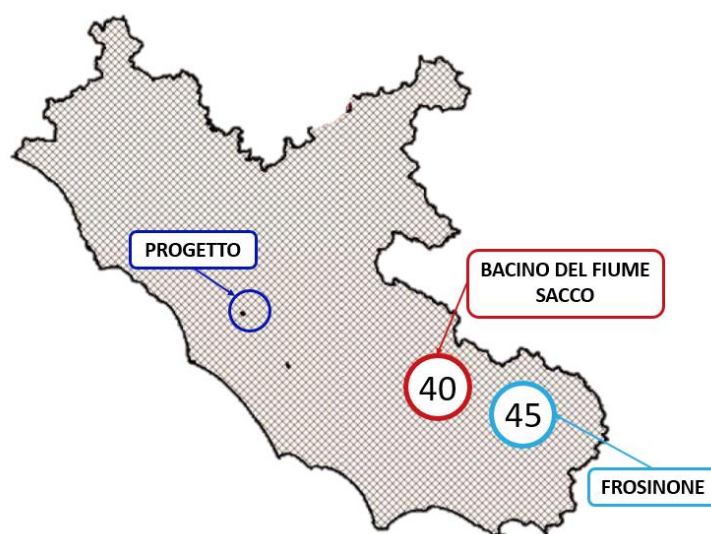 PROGETTO
BACINO DEL FIUME
SACCO
40
45
FROSINONE